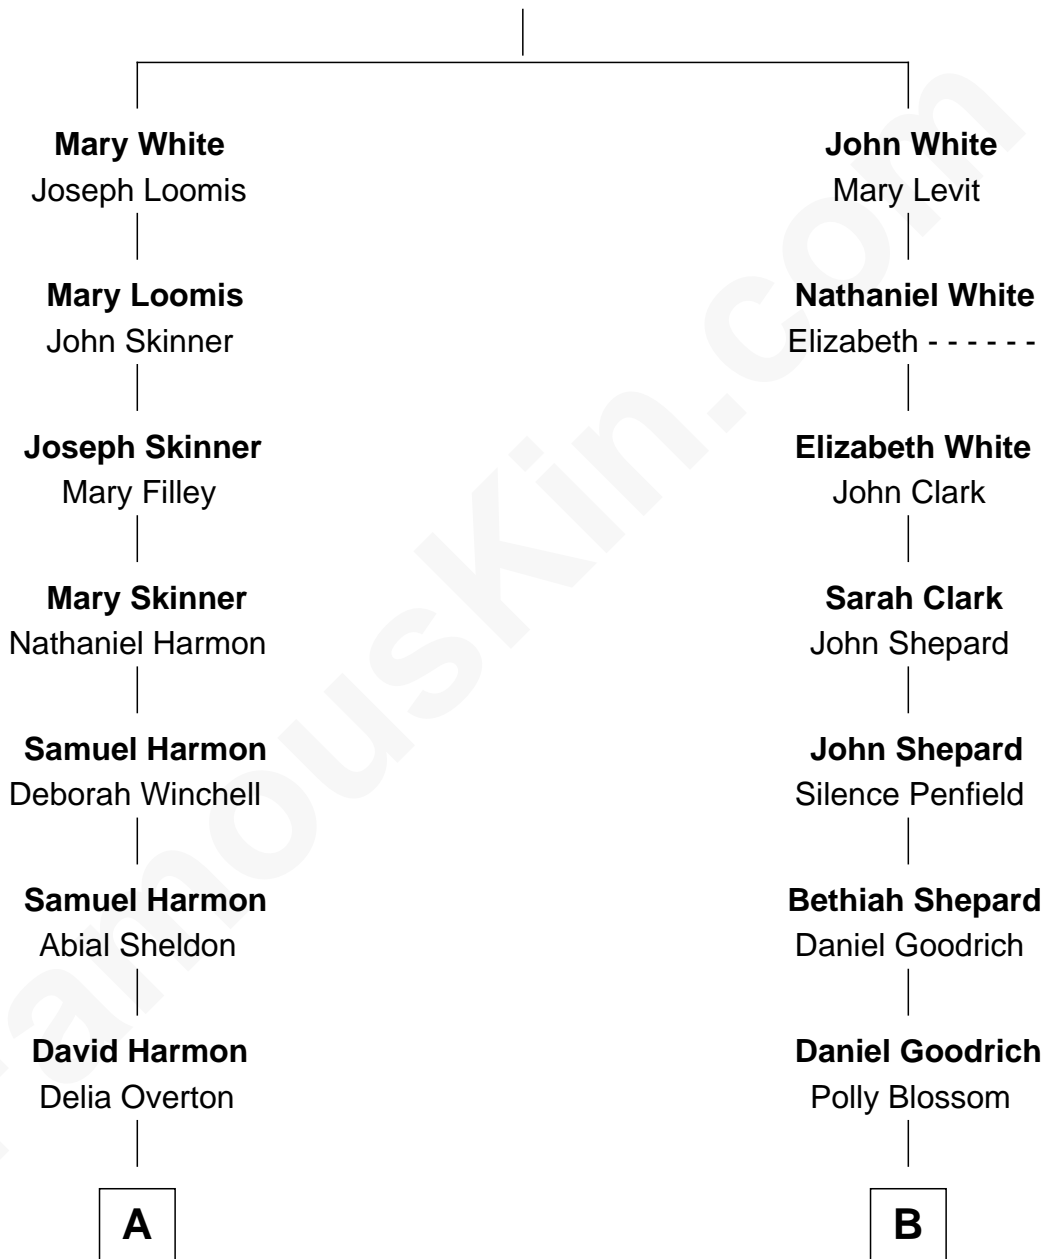 Mary White
Joseph Loomis
Mary Loomis
John Skinner
Joseph Skinner
Mary Filley
Mary Skinner
Nathaniel Harmon
Samuel Harmon
Deborah Winchell
Samuel Harmon
Abial Sheldon
David Harmon
Delia Overton
A
John White
Mary Levit
Nathaniel White
Elizabeth - - - - - -
Elizabeth White
John Clark
Sarah Clark
John Shepard
John Shepard
Silence Penfield
Bethiah Shepard
Daniel Goodrich
Daniel Goodrich
Polly Blossom
B
FamousKin.com